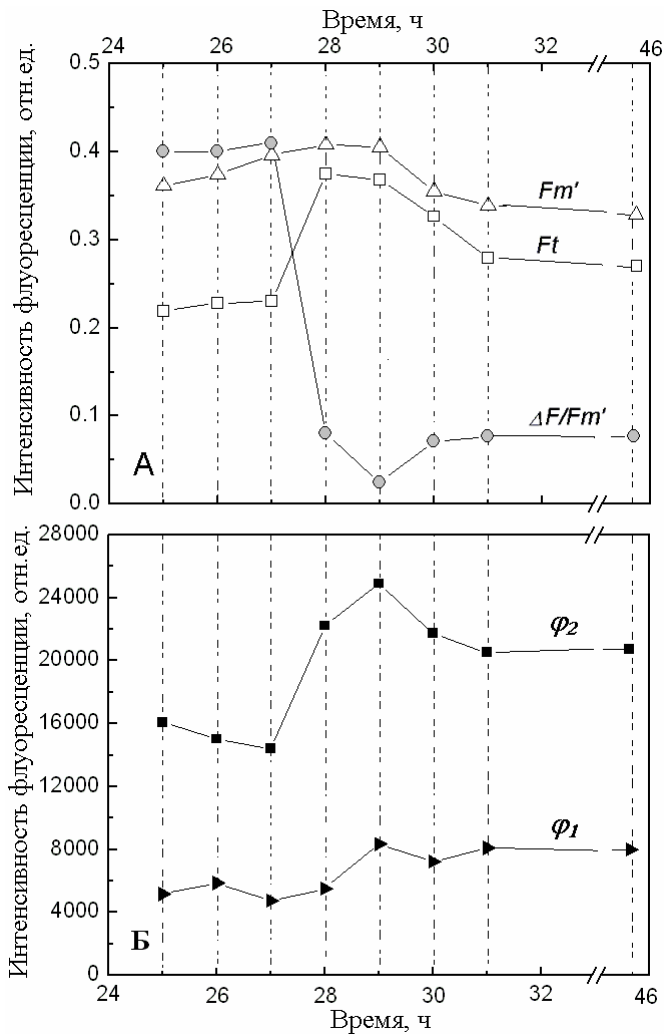 Время, ч
24 26 28 30 32 46
Интенсивность флуоресценции, отн.ед.
0.5
0.4
0.3
0.2
0.1
0.0
Fm'
Ft
ΔF/Fm'
А
Интенсивность флуоресценции, отн.ед.
28000
24000
20000
16000
12000
8000
4000
0
φ2
φ1
Б
24 26 28 30 32 46
Время, ч